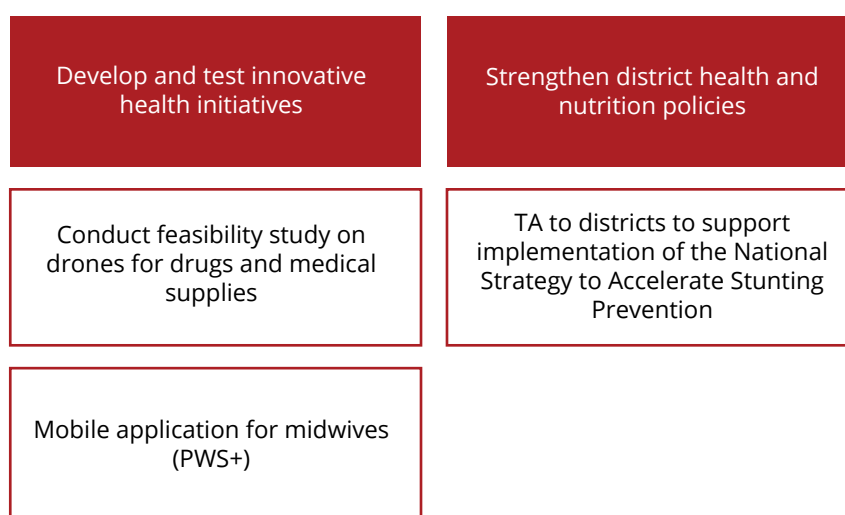 Develop and test innovative
health initiatives
Strengthen district health and
nutrition policies
Conduct feasibility study on
drones for drugs and medical
supplies
TA to districts to support
implementation of the National
Strategy to Accelerate Stunting
Prevention
Mobile application for midwives
(PWS+)